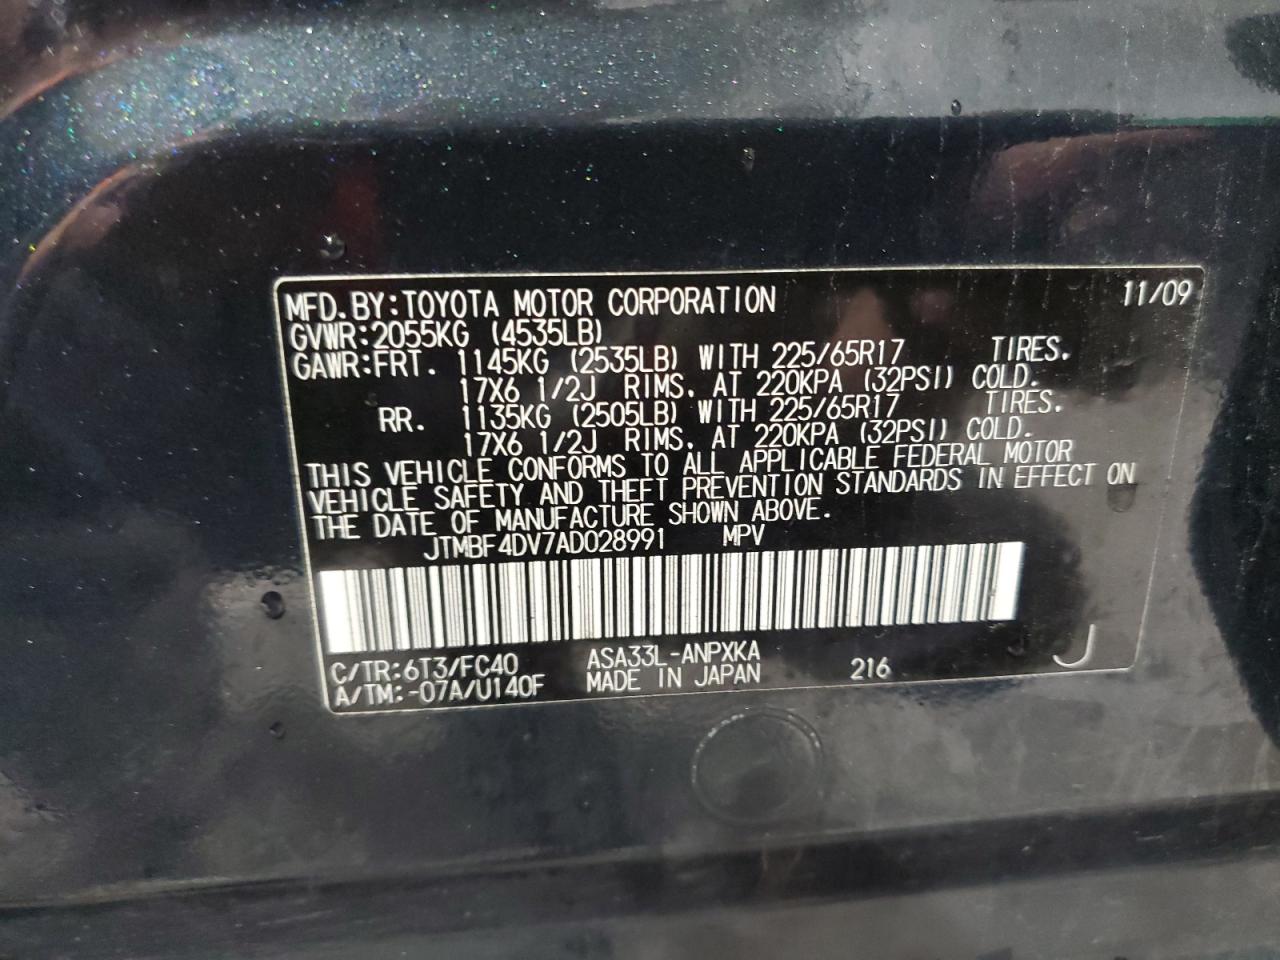 MFD.BY:TOYOTA MOTOR CORPORATION 11/09
GVWR:2055KG (4535LB)
GAWR:FRT. 1145KG (2535LB) WITH 225/65R17 TIRES.
17X6 1/2J RIMS. AT 220KPA (32PSI) COLD.
RR. 1135KG (2505LB) WITH 225/65R17 TIRES.
17X6 1/2J RIMS. AT 220KPA (32PSI) COLD.
THIS VEHICLE CONFORMS TO ALL APPLICABLE FEDERAL MOTOR
VEHICLE SAFETY AND THEFT PREVENTION STANDARDS IN EFFECT ON
THE DATE OF MANUFACTURE SHOWN ABOVE.
JTMBF4DV7AD028991 MPV
C/TR:6T3/FC40 ASA33L-ANPXKA 216 J
A/TM:-07A/U140F MADE IN JAPAN